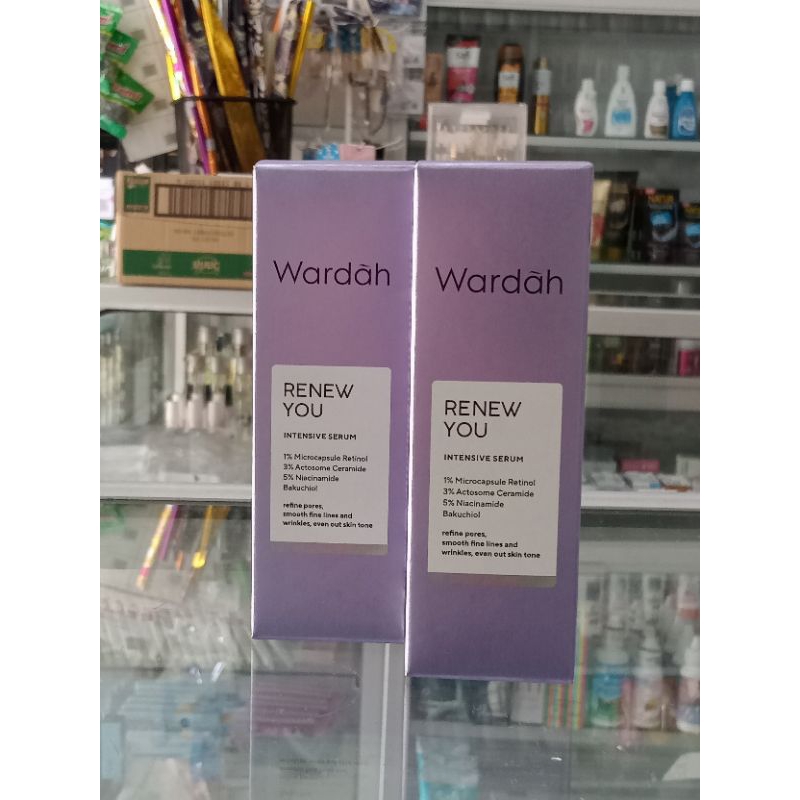 Wardah
RENEW
YOU
INTENSIVE SERUM
1% Microcapsule Retinol
3% Actosome Ceramide
5% Niacinamide
Bakuchiol
refine pores,
smooth fine lines and
wrinkles, even out skin tone
Wardah
RENEW
YOU
INTENSIVE SERUM
1% Microcapsule Retinol
3% Actosome Ceramide
5% Niacinamide
Bakuchiol
refine pores,
smooth fine lines and
wrinkles, even out skin tone